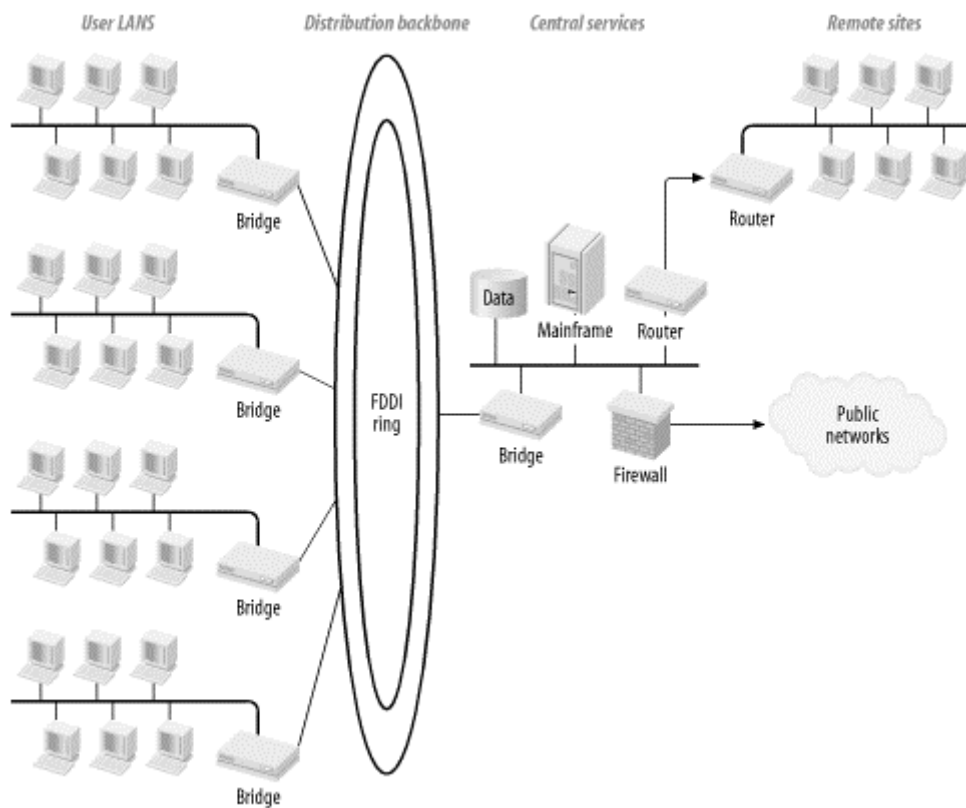 User LANS
Distribution backbone
Central services
Remote sites
Bridge
Router
Bridge
Data
Mainframe
Router
FDDI
ring
Bridge
Firewall
Public
networks
Bridge
Bridge